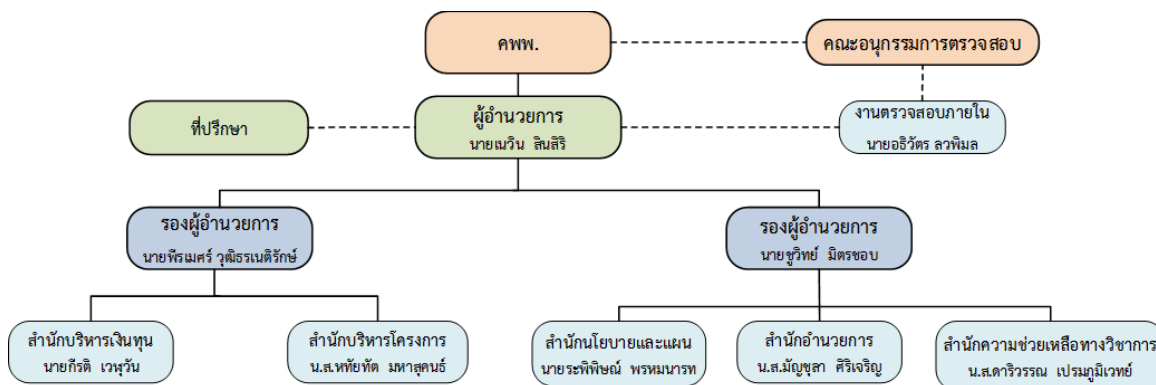 คพพ.
คณะอนุกรรมการตรวจสอบ
ที่ปรึกษา
ผู้อำนวยการ
นายเนวิน สินสิริ
งานตรวจสอบภายใน
นายอธิวัตร ลวพิมล
รองผู้อำนวยการ
นายพีรเมศร์ วุฒิธรเนติรักษ์
รองผู้อำนวยการ
นายชูวิทย์ มิตรชอบ
สำนักบริหารเงินทุน
นายกีรติ เวฬุวัน
สำนักบริหารโครงการ
น.ส.หทัยทัต มหาสุคนธ์
สำนักนโยบายและแผน
นายระพิพิษณ์ พรหมนารท
สำนักอำนวยการ
น.ส.มัญชุลา ศิริเจริญ
สำนักความช่วยเหลือทางวิชาการ
น.ส.ดาริวรรณ เปรมภูมิเวทย์